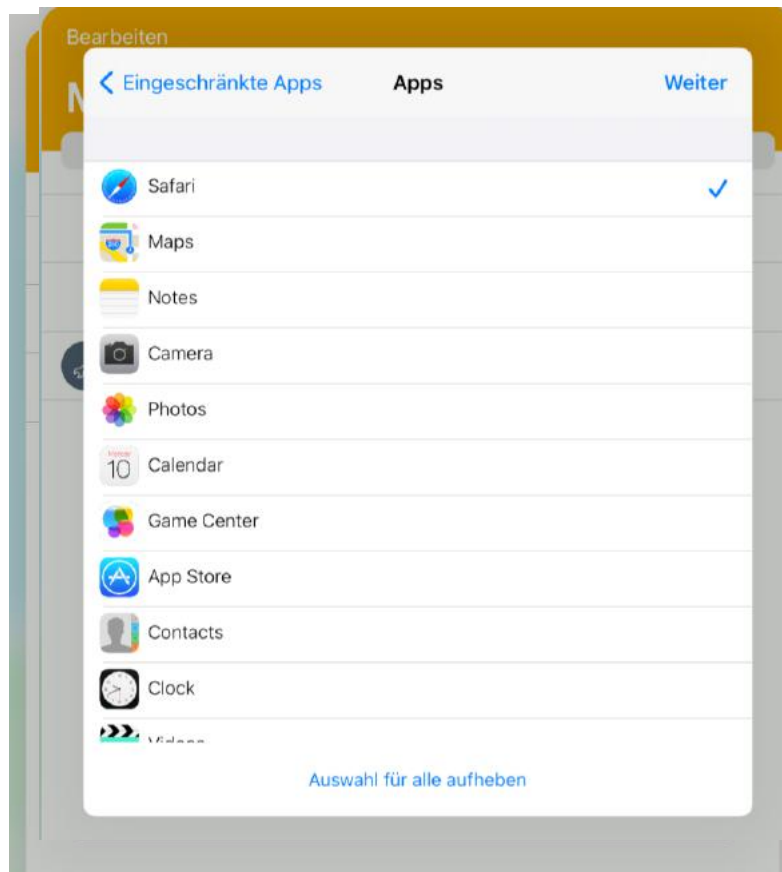 Bearbeiten
Eingeschränkte Apps Apps Weiter
Safari
Maps
Notes
Camera
Photos
10 Calendar
Game Center
App Store
Contacts
Clock
Auswahl für alle aufheben